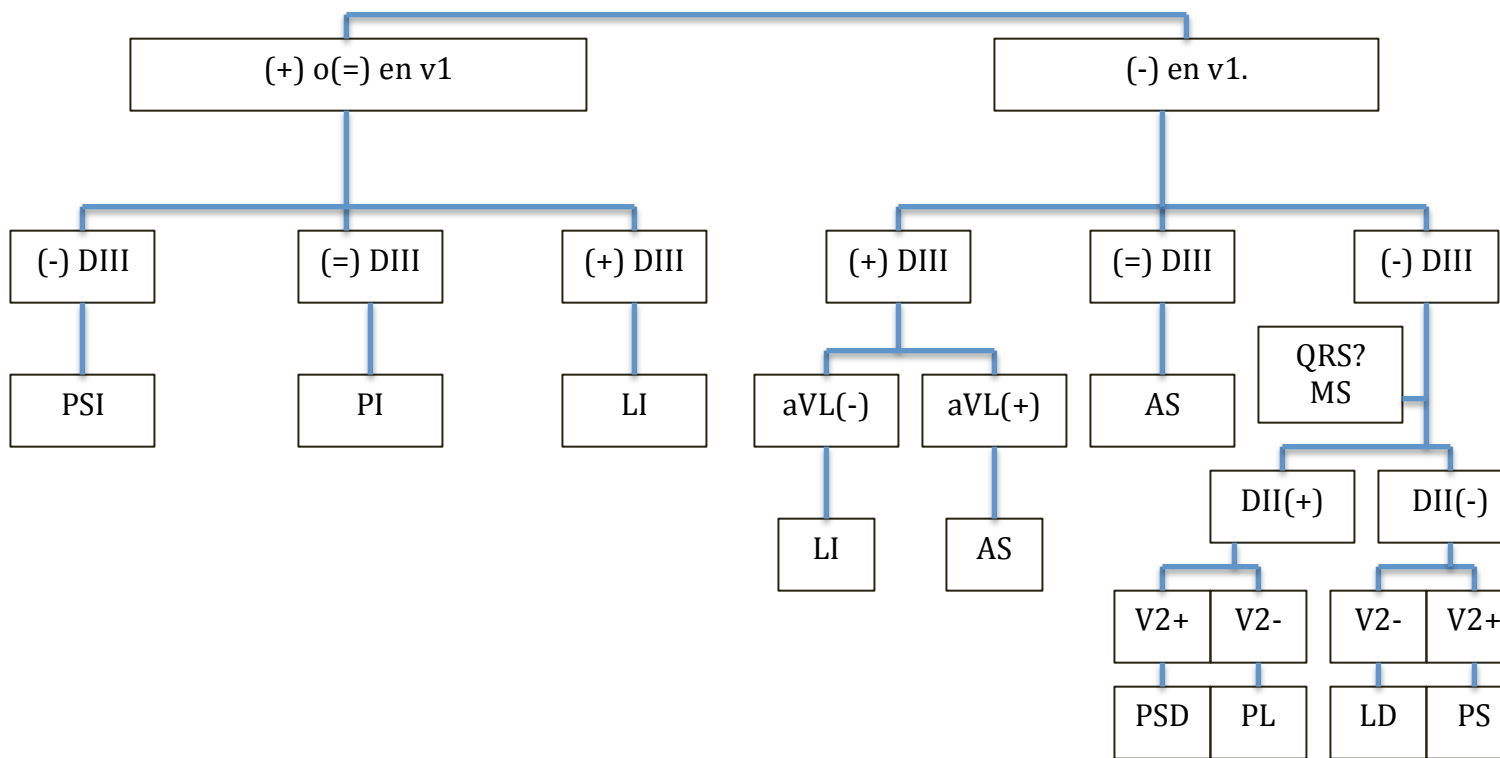 (+) o(=) en v1
(-) en v1.
(-) DIII
(=) DIII
(+) DIII
(+) DIII
(=) DIII
(-) DIII
QRS?
MS
PSI
PI
LI
aVL(-)
aVL(+)
AS
DII(+)
DII(-)
LI
AS
V2+
V2-
V2-
V2+
PSD
PL
LD
PS